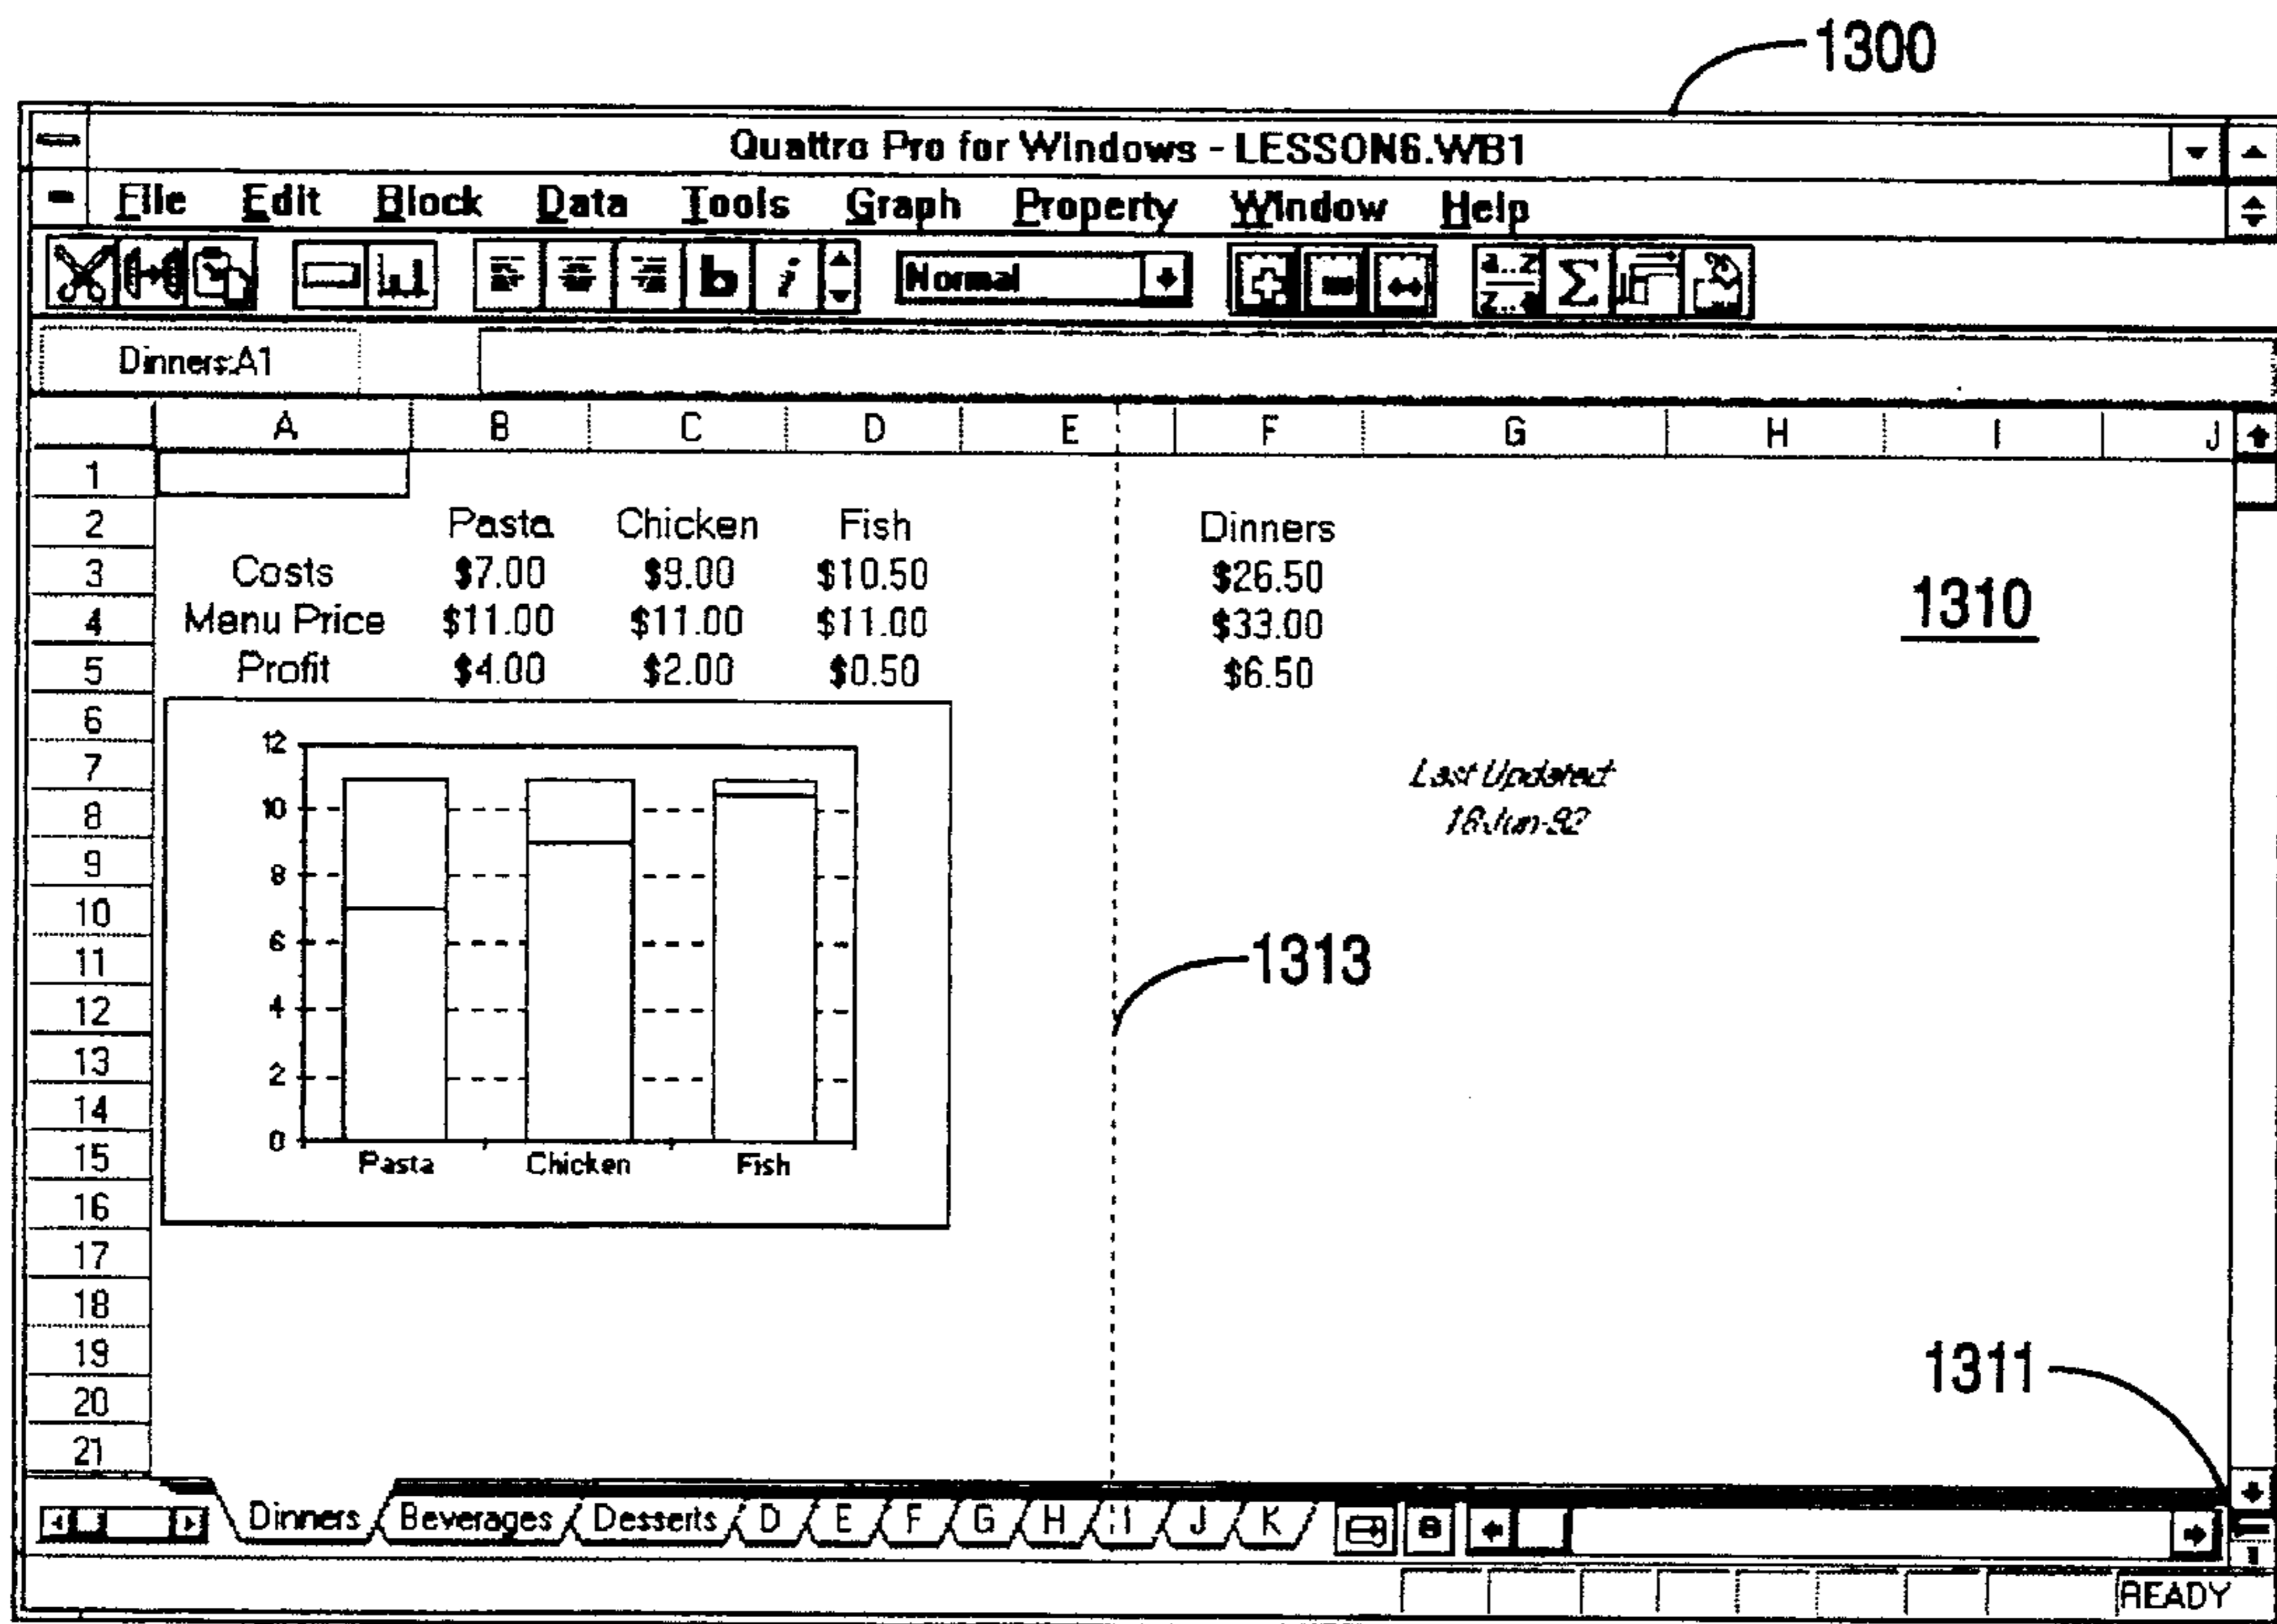 1300
Quattro Pro for Windows - LESSON6.WB1
File Edit Block Data Tools Graph Property Window Help
b i Normal a..z z..a Σ
Dinners:A1
A B C D E F G H I J
1
2 Pasta Chicken Fish Dinners
3 Costs $7.00 $9.00 $10.50 $26.50
1310
4 Menu Price $11.00 $11.00 $11.00 $33.00
5 Profit $4.00 $2.00 $0.50 $6.50
6
12
7 Last Updated:
8 10 18-Jun-92
9 8
10
11 6 1313
12 4
13 2
14
0
15 Pasta Chicken Fish
16
17
18
19 1311
20
21
Dinners Beverages Desserts D E F G H I J K
READY